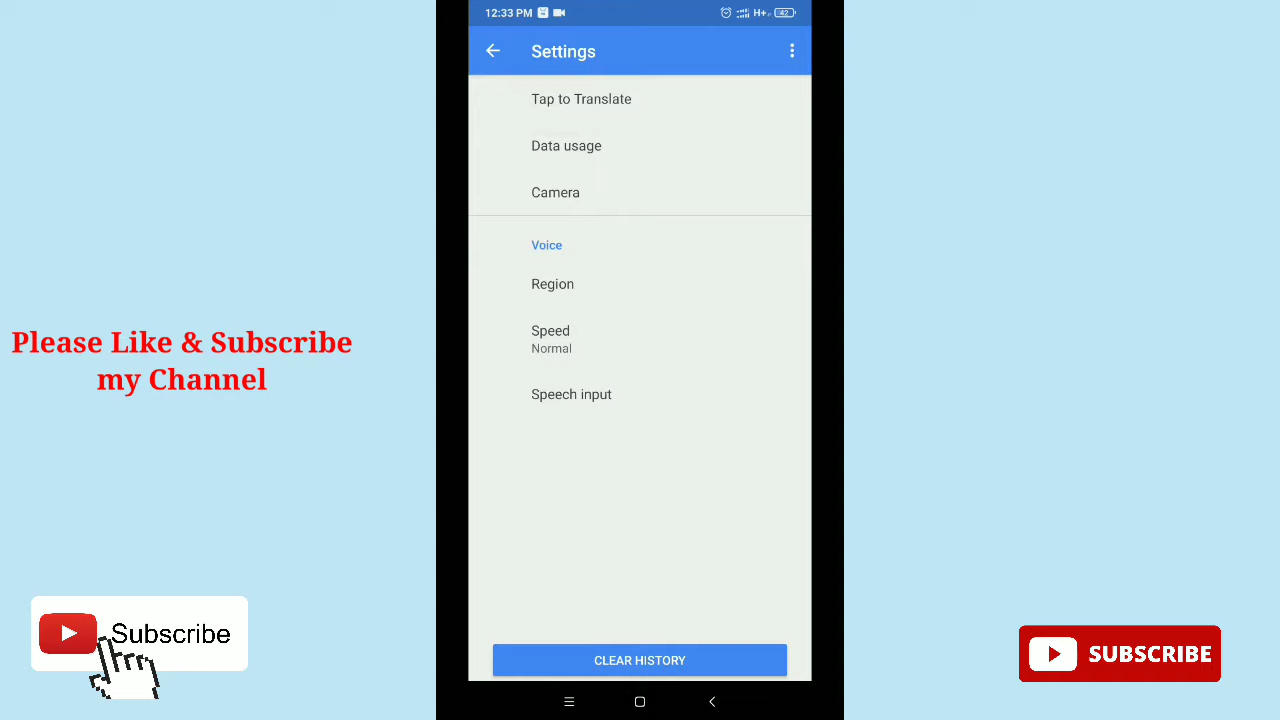 12:33 PM
H+
42
Settings
Tap to Translate
Data usage
Camera
Voice
Region
Speed
Normal
Speech input
CLEAR HISTORY
Please Like & Subscribe
my Channel
Subscribe
SUBSCRIBE